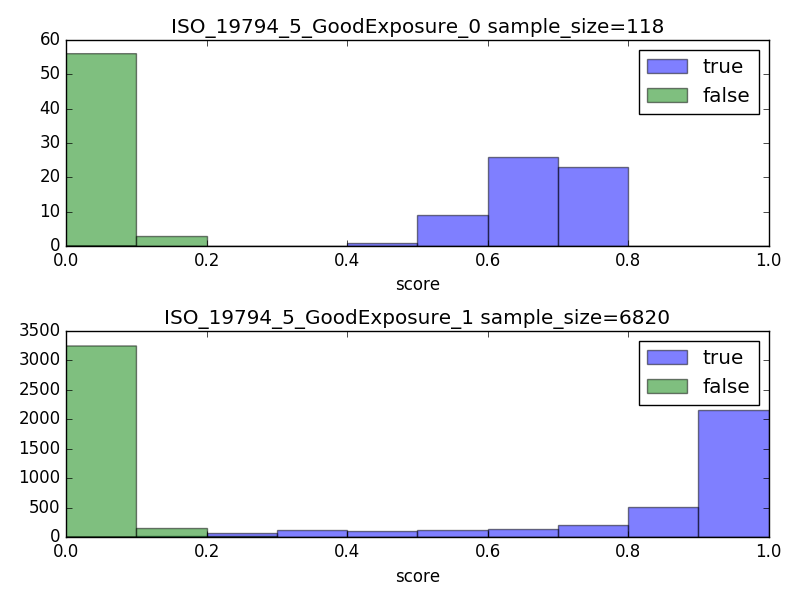 ISO_19794_5_GoodExposure_0 sample_size=118
60
50
40
30
20
10
0
true
false
0.0 0.2 0.4 0.6 0.8 1.0
score
ISO_19794_5_GoodExposure_1 sample_size=6820
3500
3000
2500
2000
1500
1000
500
0
true
false
0.0 0.2 0.4 0.6 0.8 1.0
score